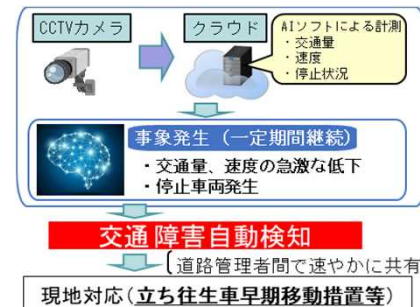 CCTVカメラ
クラウド
AIソフトによる計測
・交通量
・速度
・停止状況
事象発生（一定期間継続）
・交通量、速度の急激な低下
・停止車両発生
交通障害自動検知
道路管理者間で速やかに共有
現地対応(立ち往生車早期移動措置等)